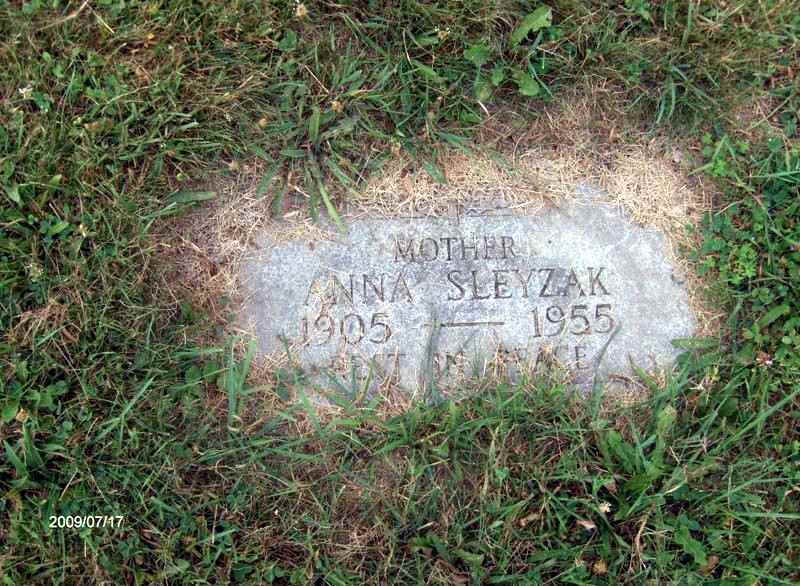 MOTHER
ANNA SLEYZAK
1905 — 1955
REST IN PEACE
2009/07/17